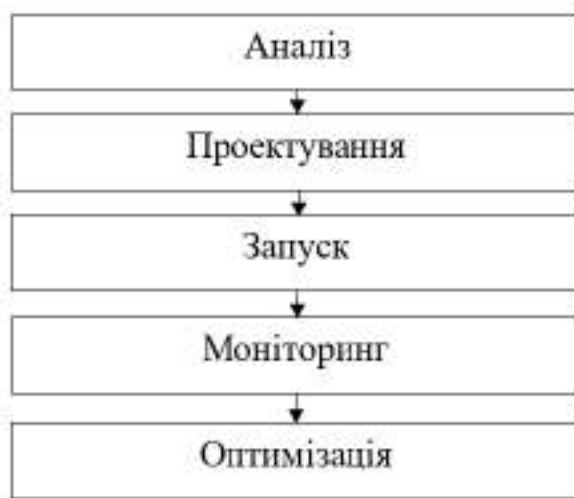 Аналіз
Проектування
Запуск
Моніторинг
Оптимізація